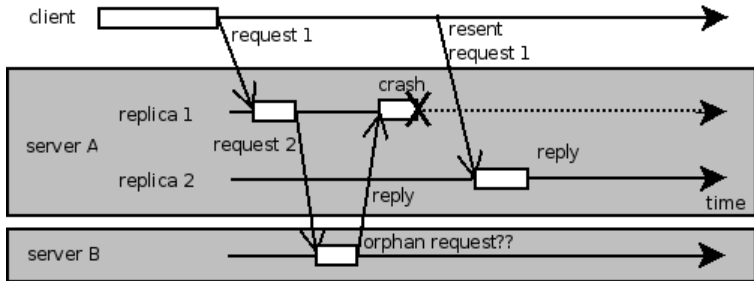 client
request 1
resent
request 1
crash
replica 1
request 2
server A
reply
replica 2
reply
time
orphan request??
server B